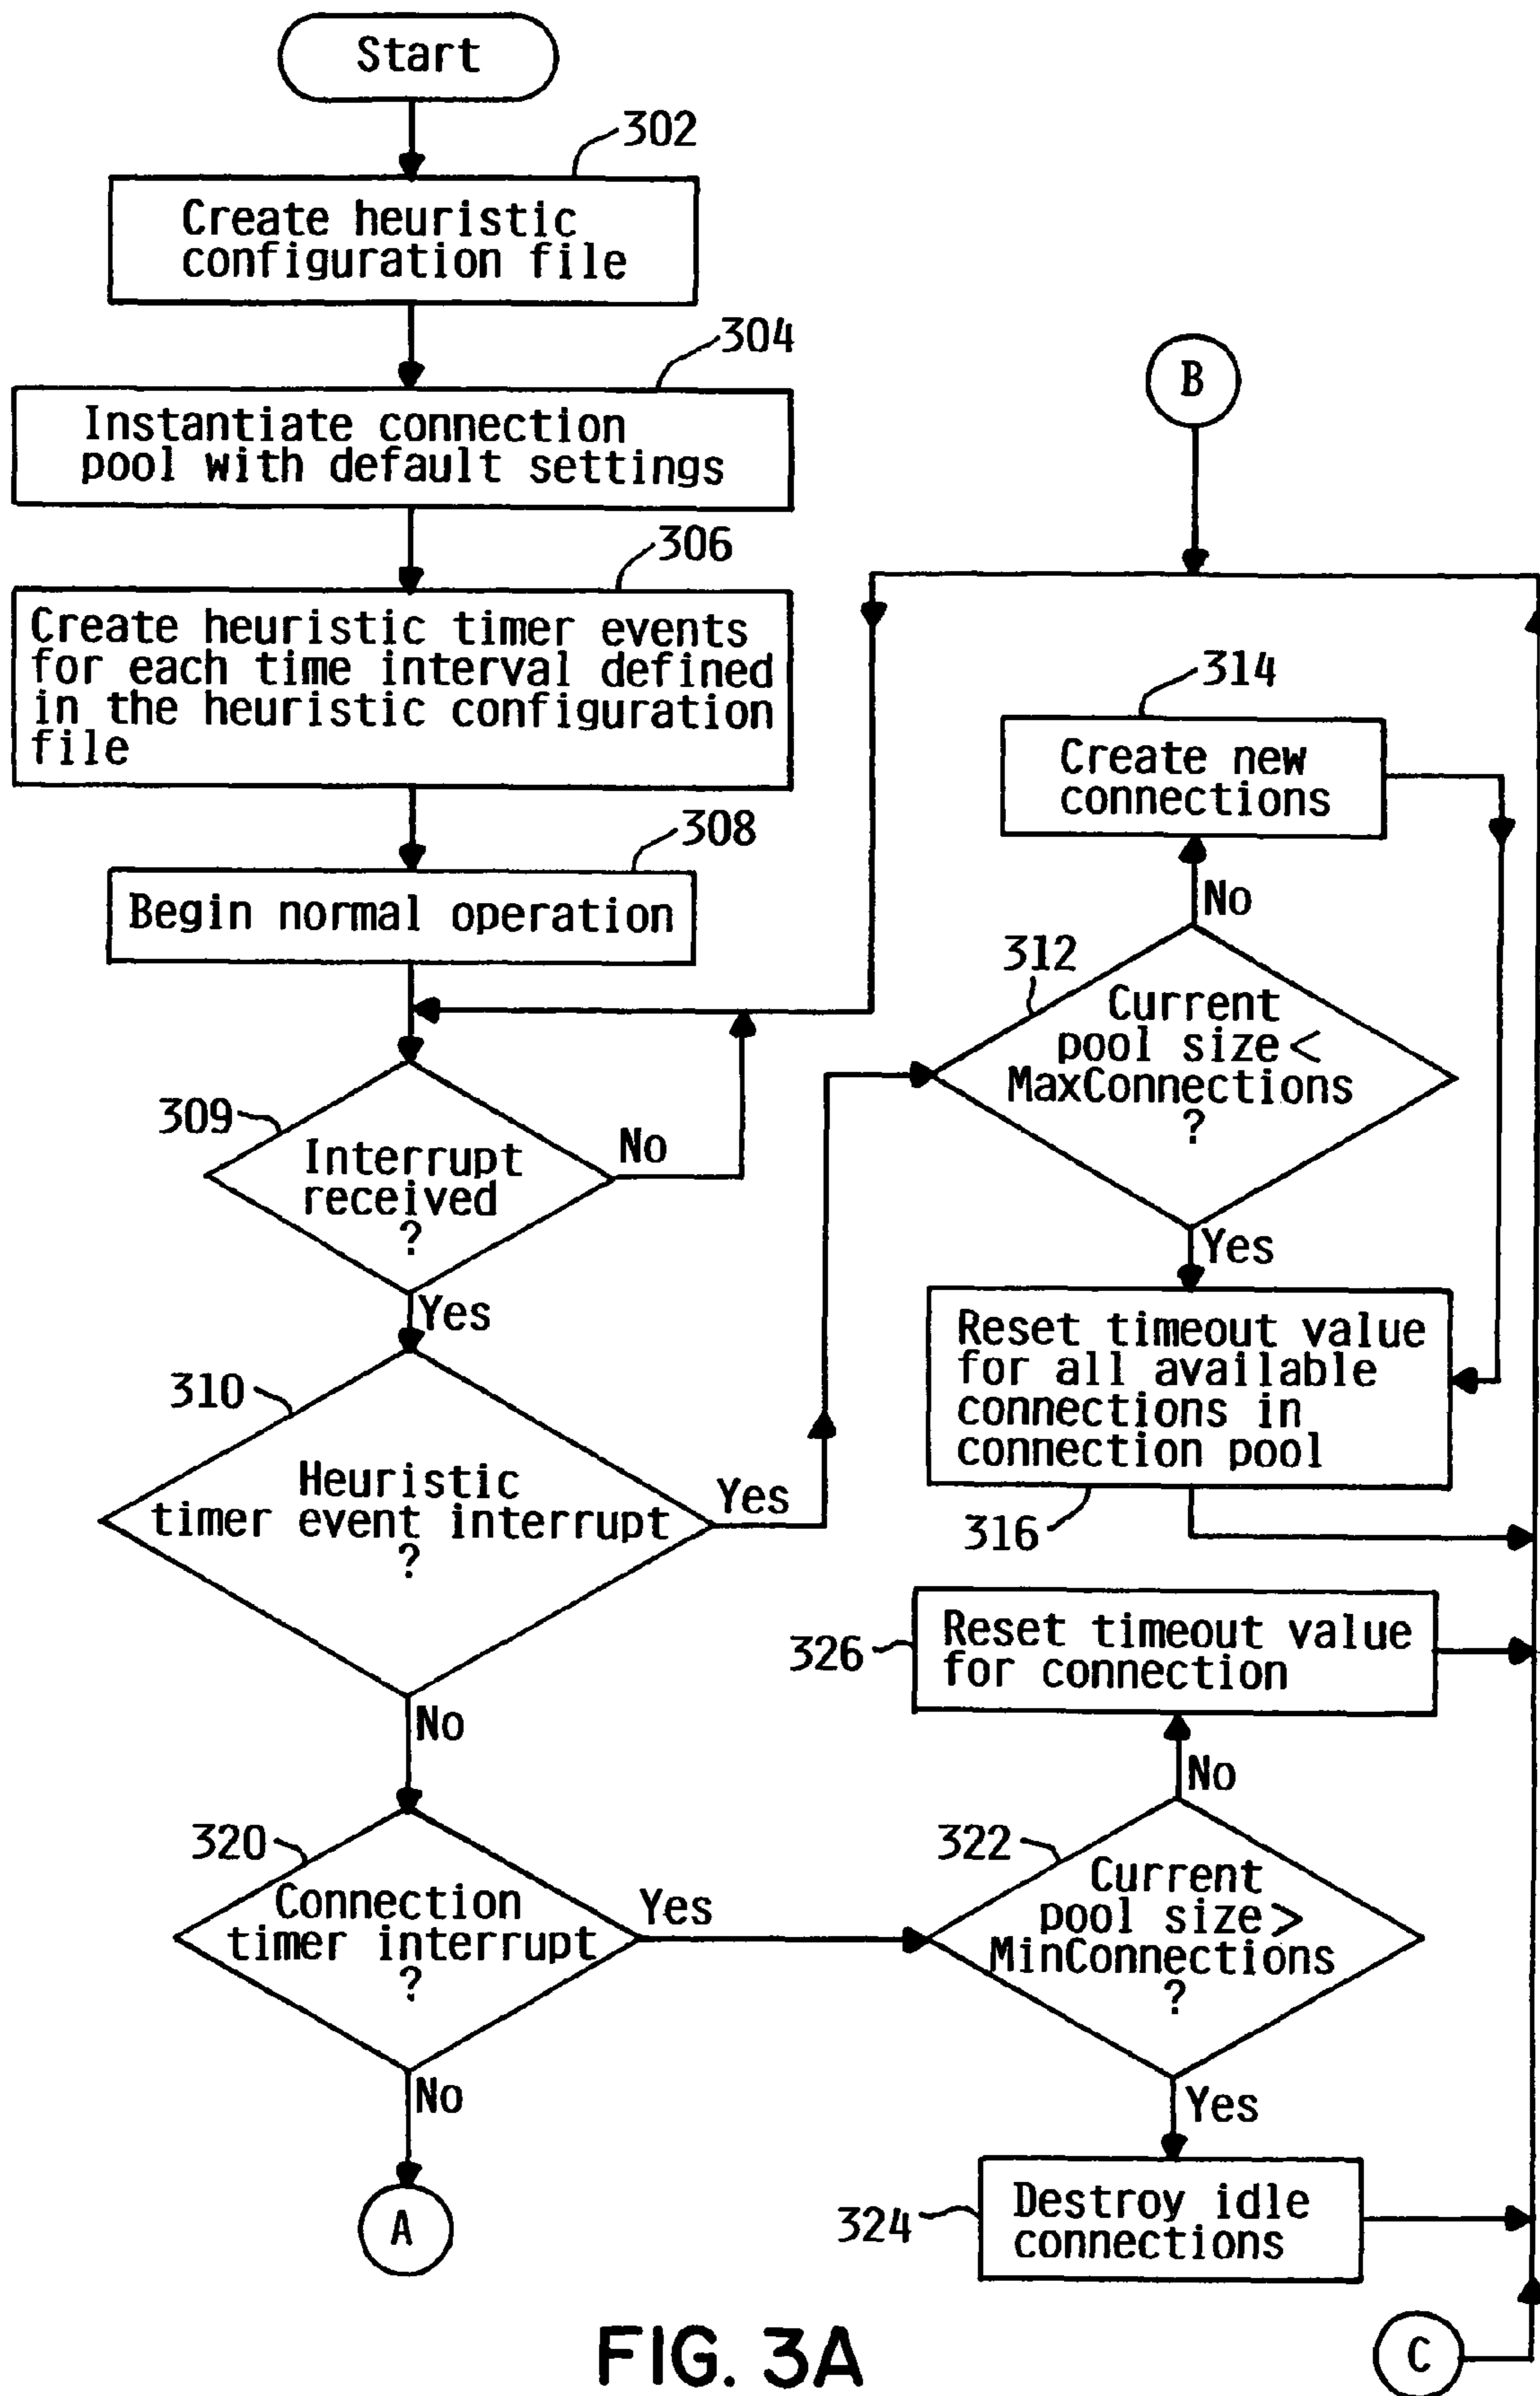 Start
302
Create heuristic
configuration file
304
Instantiate connection
pool with default settings
306
Create heuristic timer events
for each time interval defined
in the heuristic configuration
file
308
Begin normal operation
309
Interrupt
received
?
No
Yes
310
Heuristic
timer event interrupt
?
Yes
No
320
Connection
timer interrupt
?
Yes
No
A
B
314
Create new
connections
No
312
Current
pool size<
MaxConnections
?
Yes
Reset timeout value
for all available
connections in
connection pool
316
326
Reset timeout value
for connection
No
322
Current
pool size>
MinConnections
?
Yes
324
Destroy idle
connections
C
FIG. 3A